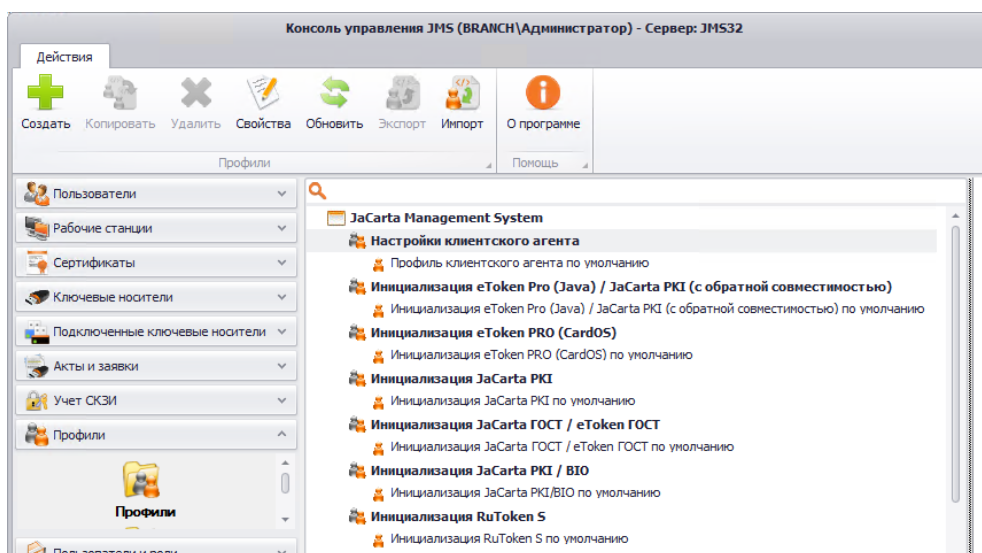 Консоль управления JMS (BRANCH\Администратор) - Сервер: JMS32
Действия
Создать Копировать Удалить Свойства Обновить Экспорт Импорт О программе
Профили Помощь
Пользователи
Рабочие станции
Сертификаты
Ключевые носители
Подключенные ключевые носители
Акты и заявки
Учет СКЗИ
Профили
Профили
Пользователи и роли
JaCarta Management System
Настройки клиентского агента
Профиль клиентского агента по умолчанию
Инициализация eToken Pro (Java) / JaCarta PKI (с обратной совместимостью)
Инициализация eToken Pro (Java) / JaCarta PKI (с обратной совместимостью) по умолчанию
Инициализация eToken PRO (CardOS)
Инициализация eToken PRO (CardOS) по умолчанию
Инициализация JaCarta PKI
Инициализация JaCarta PKI по умолчанию
Инициализация JaCarta ГОСТ / eToken ГОСТ
Инициализация JaCarta ГОСТ / eToken ГОСТ по умолчанию
Инициализация JaCarta PKI / BIO
Инициализация JaCarta PKI/BIO по умолчанию
Инициализация RuToken S
Инициализация RuToken S по умолчанию